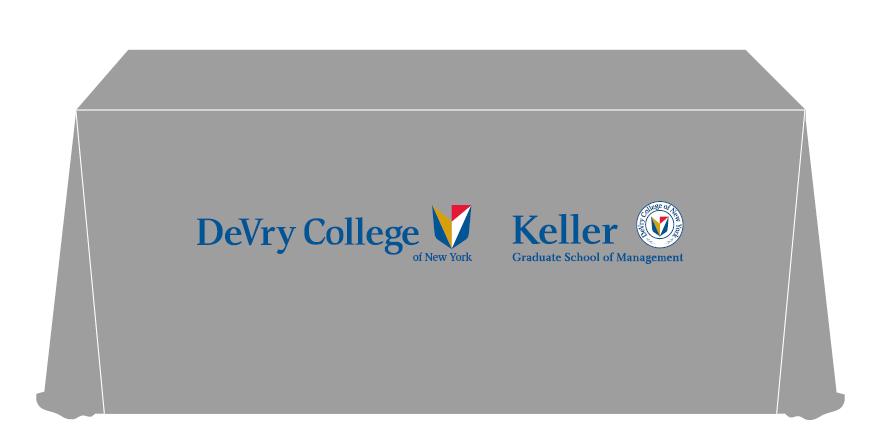 DeVry College
of New York
Keller
Graduate School of Management
DeVry College of New York